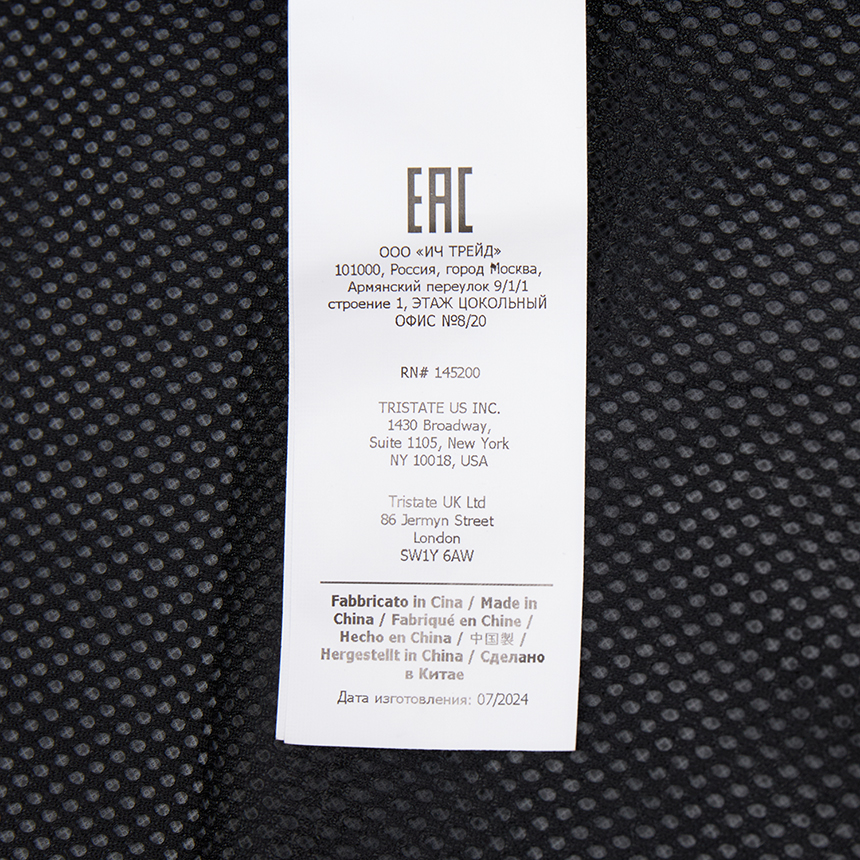 EAC
ООО «ИЧ ТРЕЙД»
101000, Россия, город Москва,
Армянский переулок 9/1/1
строение 1, ЭТАЖ ЦОКОЛЬНЫЙ
ОФИС №8/20
RN# 145200
TRISTATE US INC.
1430 Broadway,
Suite 1105, New York
NY 10018, USA
Tristate UK Ltd
86 Jermyn Street
London
SW1Y 6AW
Fabbricato in Cina / Made in
China / Fabriqué en Chine /
Hecho en China / 中国製 /
Hergestellt in China / Сделано
в Китае
Дата изготовления: 07/2024